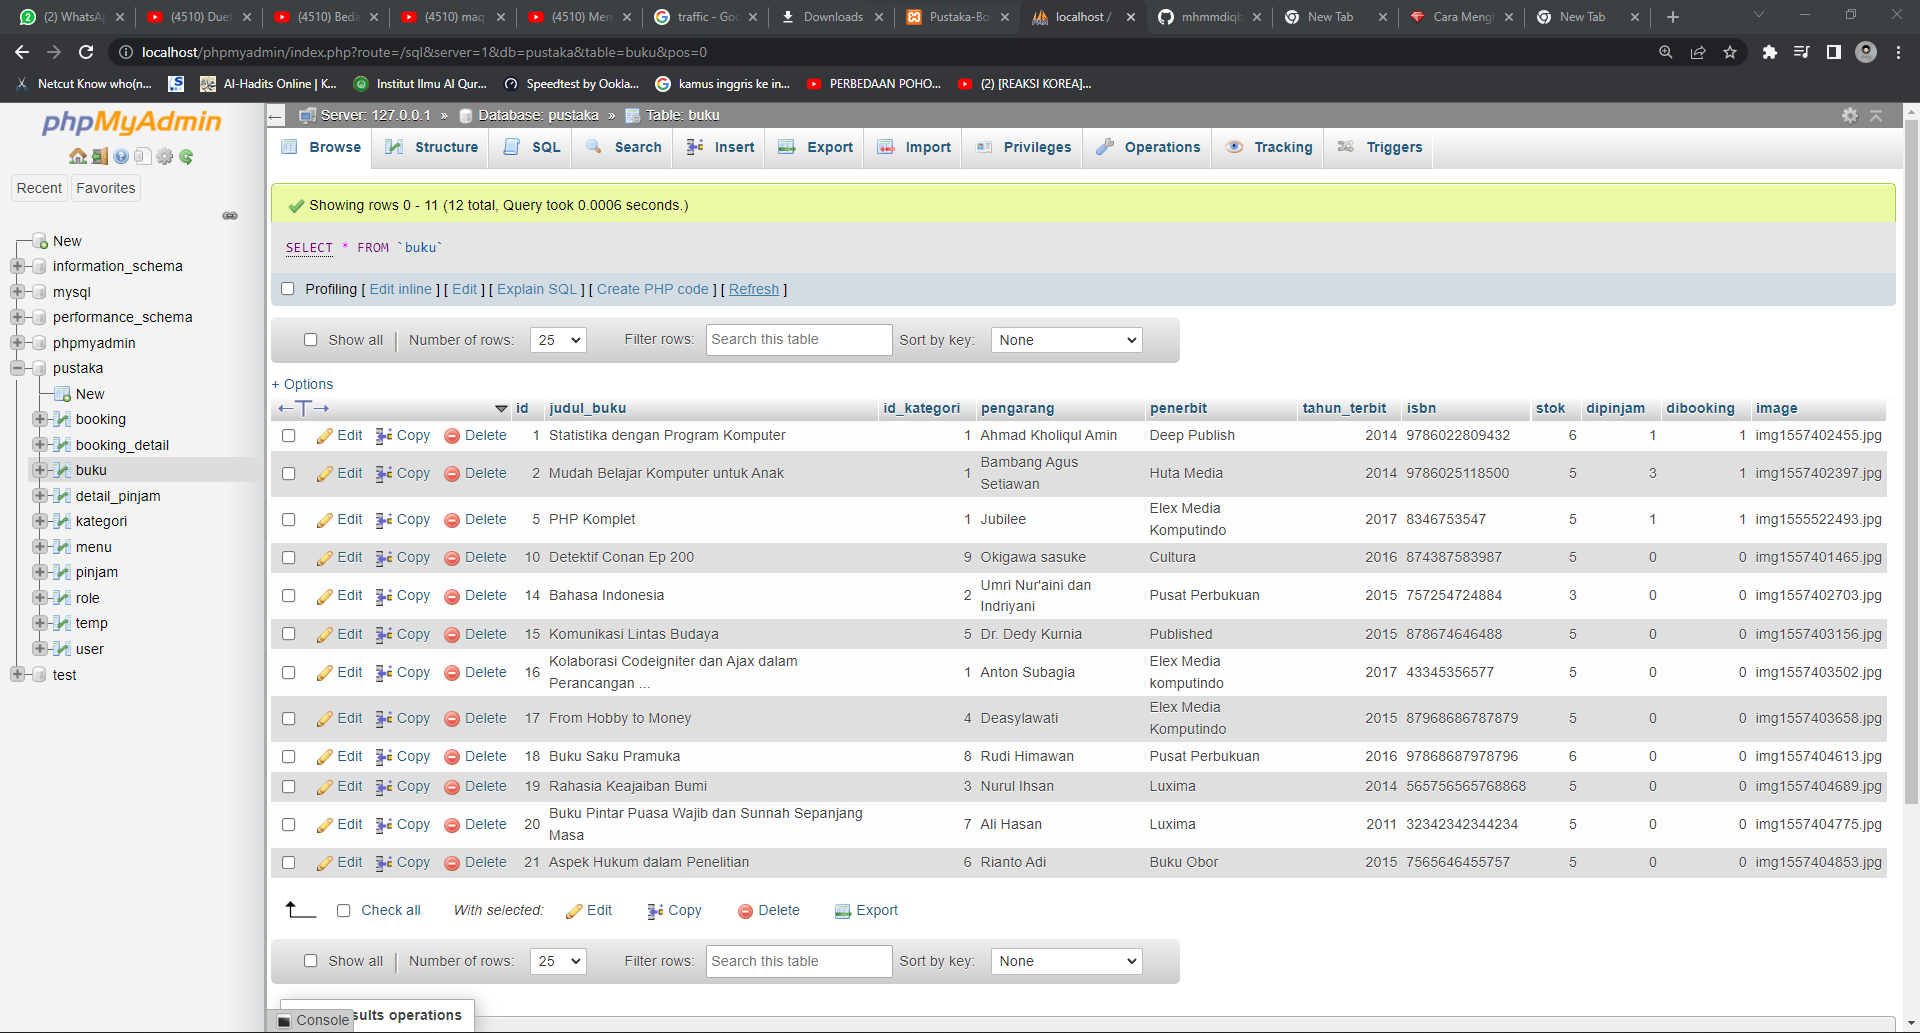 (2) WhatsAp
(4510) Duet
(4510) Beda
(4510) maq
(4510) Men
traffic - Goo
Downloads
Pustaka-Bo
localhost /
mhmmdiqb
New Tab
Cara Mengl
New Tab
localhost/phpmyadmin/index.php?route=/sql&server=1&db=pustaka&table=buku&pos=0
Netcut Know who(n...
Al-Hadits Online | K...
Institut Ilmu Al Qur...
Speedtest by Ookla...
kamus inggris ke in...
PERBEDAAN POHO...
(2) [REAKSI KOREA]...
phpMyAdmin
Recent Favorites
New
information_schema
mysql
performance_schema
phpmyadmin
pustaka
New
booking
booking_detail
buku
detail_pinjam
kategori
menu
pinjam
role
temp
user
test
Server: 127.0.0.1 » Database: pustaka » Table: buku
Browse Structure SQL Search Insert Export Import Privileges Operations Tracking Triggers
Showing rows 0 - 11 (12 total, Query took 0.0006 seconds.)
SELECT * FROM `buku`
Profiling [ Edit inline ] [ Edit ] [ Explain SQL ] [ Create PHP code ] [ Refresh ]
Show all Number of rows: 25 Filter rows: Search this table Sort by key: None
+ Options
id judul_buku id_kategori pengarang penerbit tahun_terbit isbn stok dipinjam dibooking image
Edit Copy Delete 1 Statistika dengan Program Komputer 1 Ahmad Kholiqul Amin Deep Publish 2014 9786022809432 6 1 1 img1557402455.jpg
Edit Copy Delete 2 Mudah Belajar Komputer untuk Anak 1 Bambang Agus Setiawan Huta Media 2014 9786025118500 5 3 1 img1557402397.jpg
Edit Copy Delete 5 PHP Komplet 1 Jubilee Elex Media Komputindo 2017 8346753547 5 1 1 img1555522493.jpg
Edit Copy Delete 10 Detektif Conan Ep 200 9 Okigawa sasuke Cultura 2016 874387583987 5 0 0 img1557401465.jpg
Edit Copy Delete 14 Bahasa Indonesia 2 Umri Nur'aini dan Indriyani Pusat Perbukuan 2015 757254724884 3 0 0 img1557402703.jpg
Edit Copy Delete 15 Komunikasi Lintas Budaya 5 Dr. Dedy Kurnia Published 2015 878674646488 5 0 0 img1557403156.jpg
Edit Copy Delete 16 Kolaborasi Codeigniter dan Ajax dalam Perancangan ... 1 Anton Subagia Elex Media komputindo 2017 43345356577 5 0 0 img1557403502.jpg
Edit Copy Delete 17 From Hobby to Money 4 Deasylawati Elex Media Komputindo 2015 87968686787879 5 0 0 img1557403658.jpg
Edit Copy Delete 18 Buku Saku Pramuka 8 Rudi Himawan Pusat Perbukuan 2016 97868687978796 6 0 0 img1557404613.jpg
Edit Copy Delete 19 Rahasia Keajaiban Bumi 3 Nurul Ihsan Luxima 2014 565756565768868 5 0 0 img1557404689.jpg
Edit Copy Delete 20 Buku Pintar Puasa Wajib dan Sunnah Sepanjang Masa 7 Ali Hasan Luxima 2011 32342342344234 5 0 0 img1557404775.jpg
Edit Copy Delete 21 Aspek Hukum dalam Penelitian 6 Rianto Adi Buku Obor 2015 7565646455757 5 0 0 img1557404853.jpg
Check all With selected: Edit Copy Delete Export
Show all Number of rows: 25 Filter rows: Search this table Sort by key: None
Console sults operations